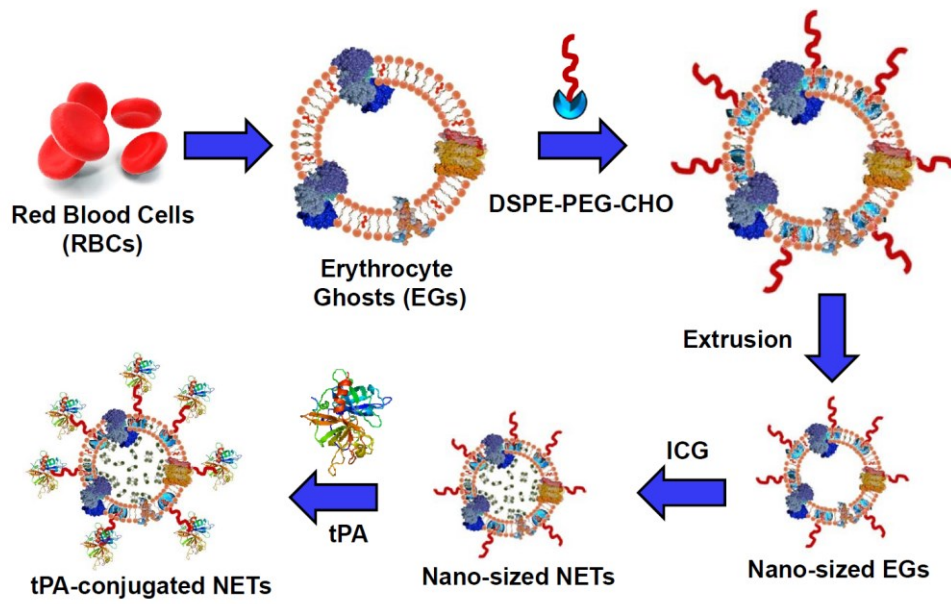 Red Blood Cells
(RBCs)
Erythrocyte
Ghosts (EGs)
DSPE-PEG-CHO
Extrusion
Nano-sized EGs
ICG
Nano-sized NETs
tPA
tPA-conjugated NETs